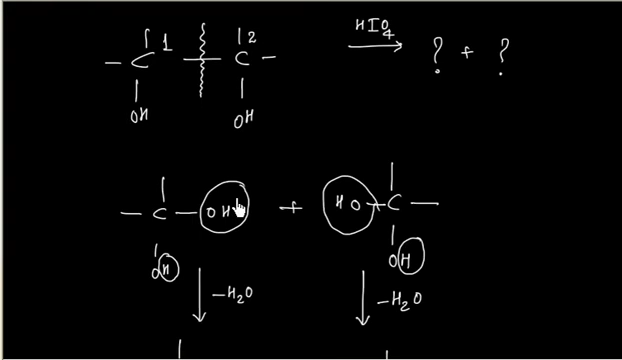 1 2 HIO4
C C ? + ?
OH OH
C OH + HO C
OH OH
-H2O -H2O